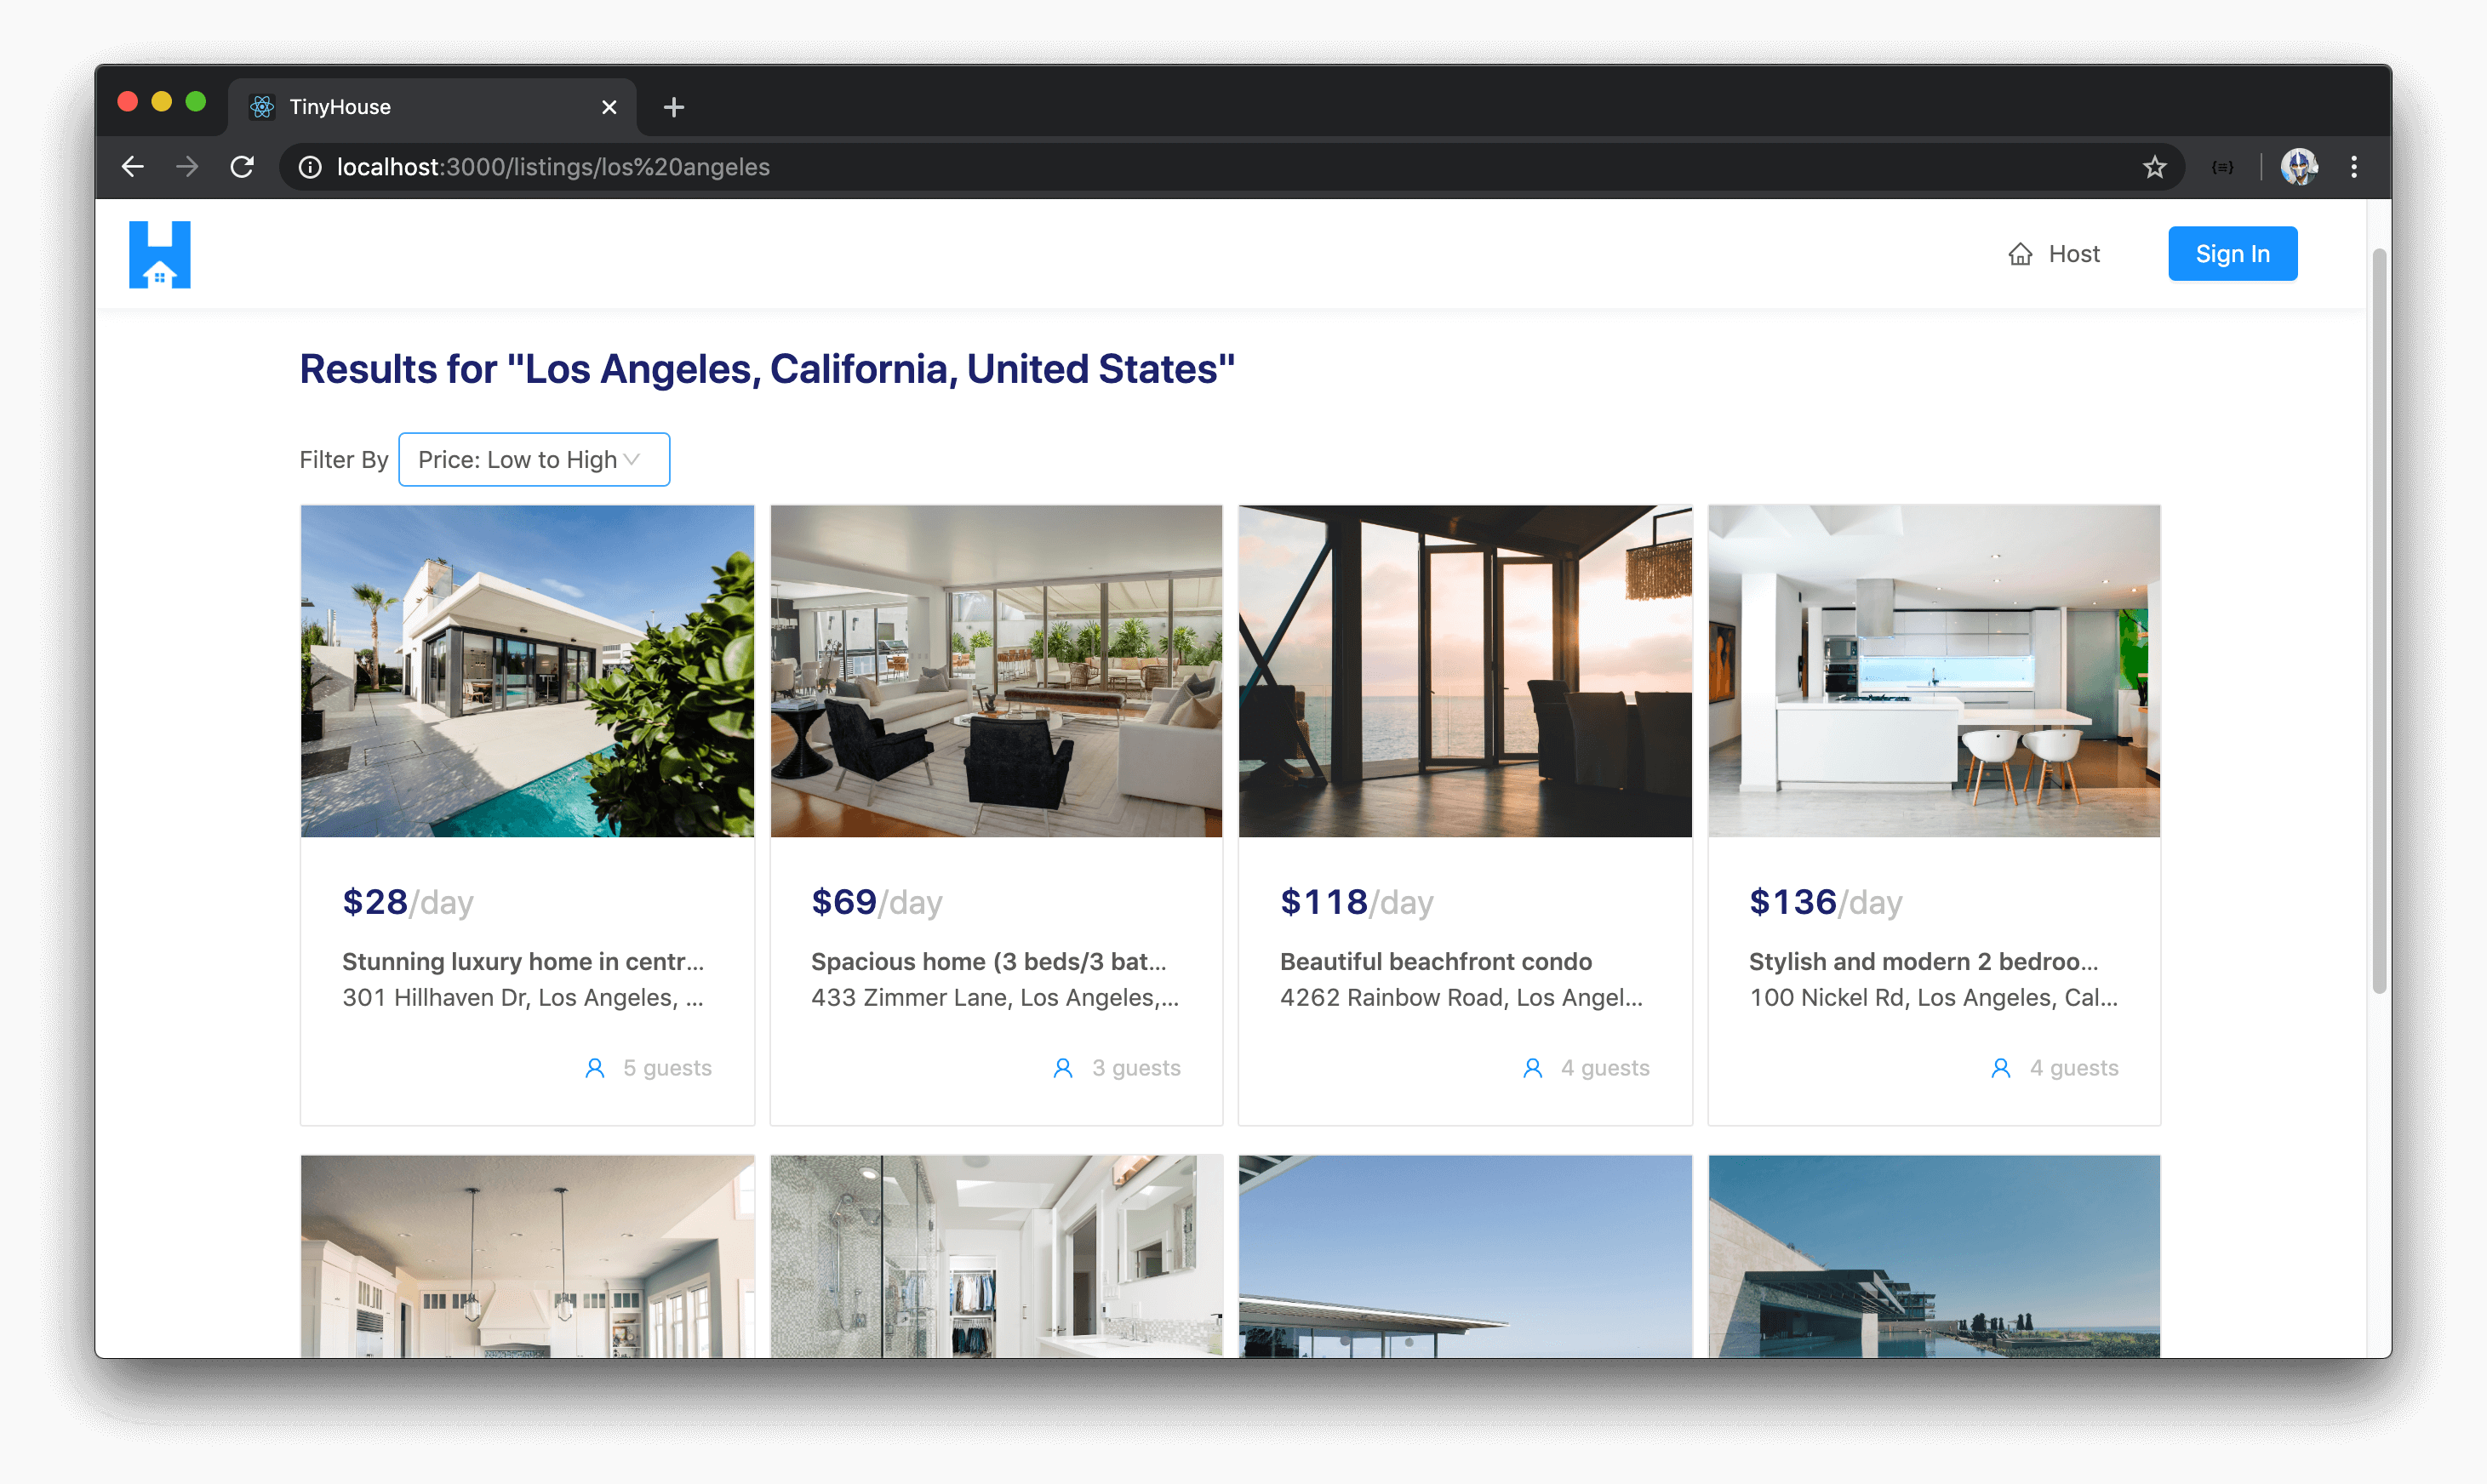 TinyHouse
localhost:3000/listings/los%20angeles
Host
Sign In
Results for "Los Angeles, California, United States"
Filter By Price: Low to High
$28/day
Stunning luxury home in centr...
301 Hillhaven Dr, Los Angeles, ...
5 guests
$69/day
Spacious home (3 beds/3 bat...
433 Zimmer Lane, Los Angeles,...
3 guests
$118/day
Beautiful beachfront condo
4262 Rainbow Road, Los Angel...
4 guests
$136/day
Stylish and modern 2 bedroo...
100 Nickel Rd, Los Angeles, Cal...
4 guests